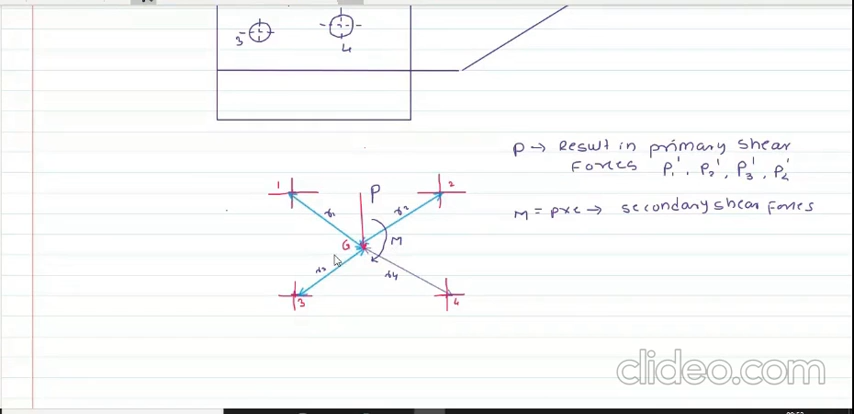 3
4
P → Result in primary shear
Forces P₁', P₂', P₃', P₄'
M = pxe → secondary shear Forces
1
2
P
r1
r2
G
M
r3
r4
3
4
clideo.com